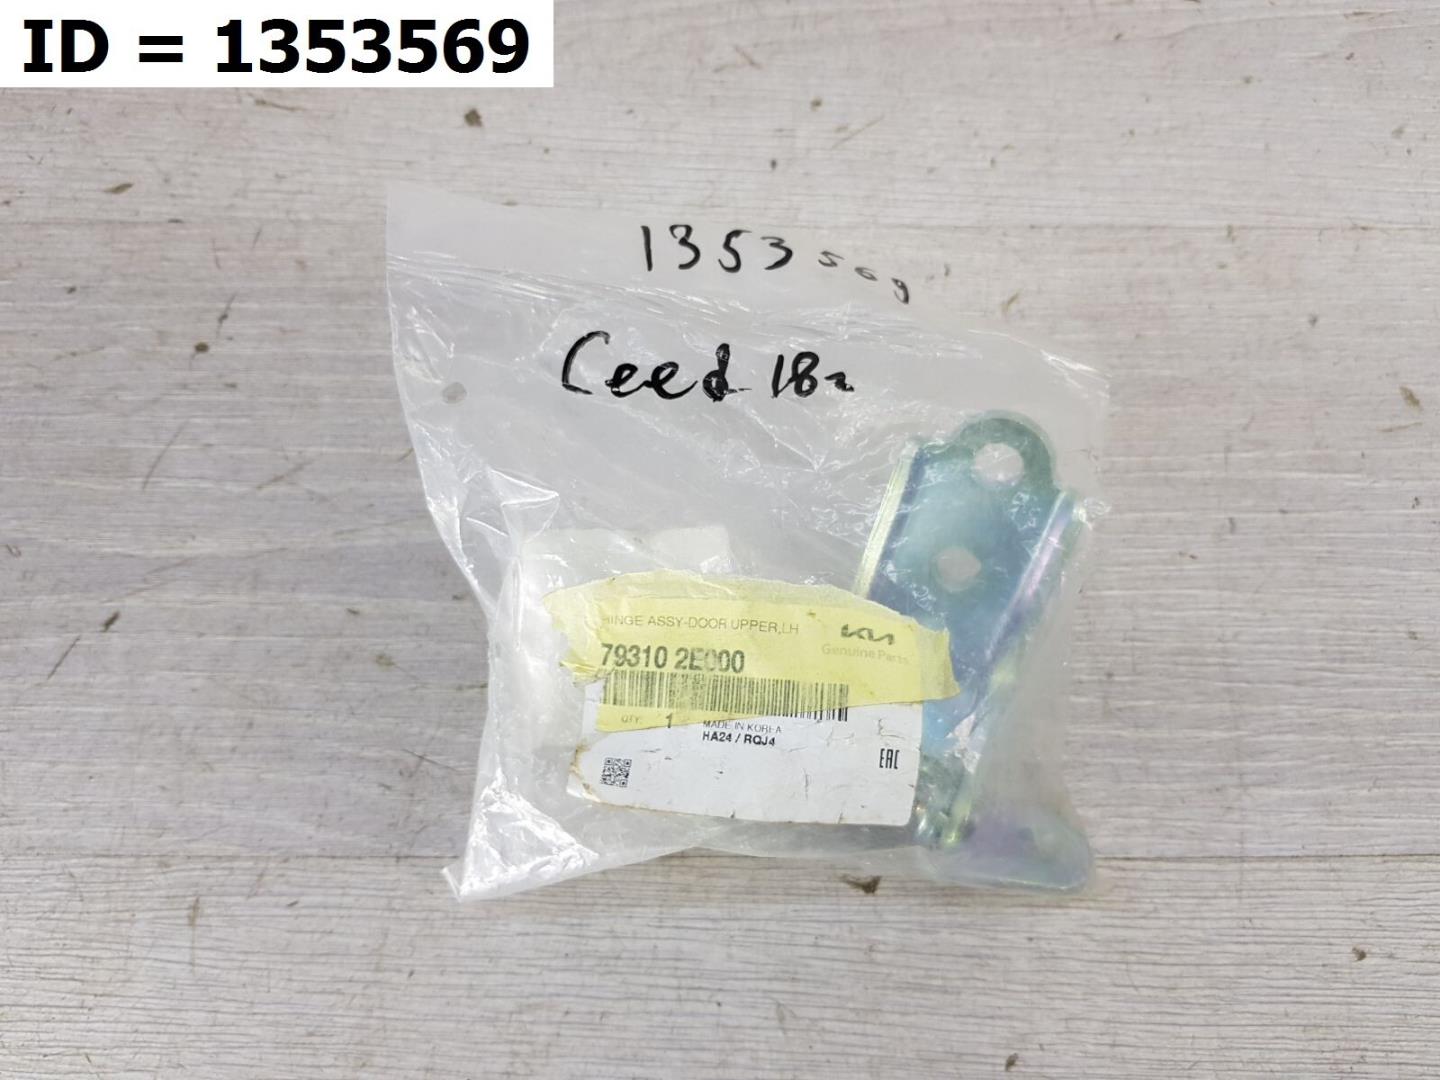 ID = 1353569
1353569
Ceed 18г
HINGE ASSY-DOOR UPPER,LH
KIA
Genuine Parts
79310 2E000
QTY: 1
MADE IN KOREA
HA24 / RQJ4
EAC